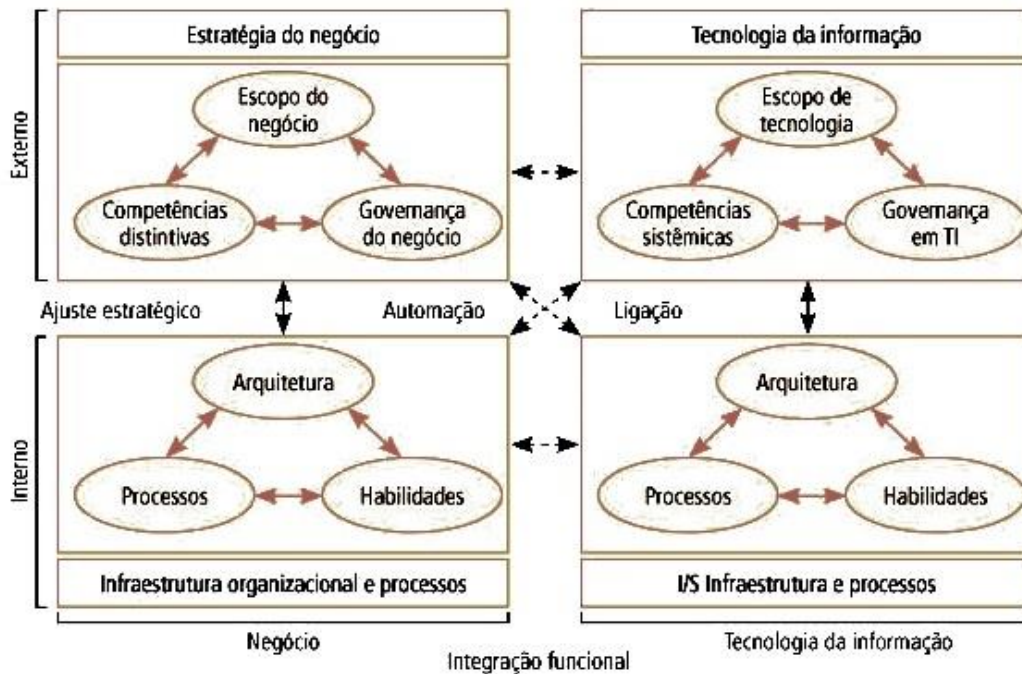 Estratégia do negócio
Tecnologia da informação
Externo
Escopo do
negócio
Competências
distintivas
Governança
do negócio
Escopo de
tecnologia
Competências
sistêmicas
Governança
em TI
Ajuste estratégico
Automação
Ligação
Interno
Arquitetura
Processos
Habilidades
Arquitetura
Processos
Habilidades
Infraestrutura organizacional e processos
I/S Infraestrutura e processos
Negócio
Tecnologia da informação
Integração funcional